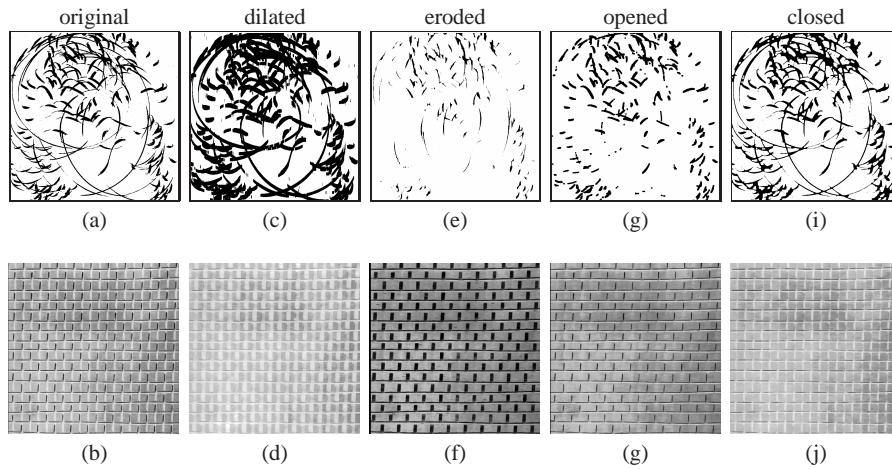 original dilated eroded opened closed
(a) (c) (e) (g) (i)
(b) (d) (f) (g) (j)